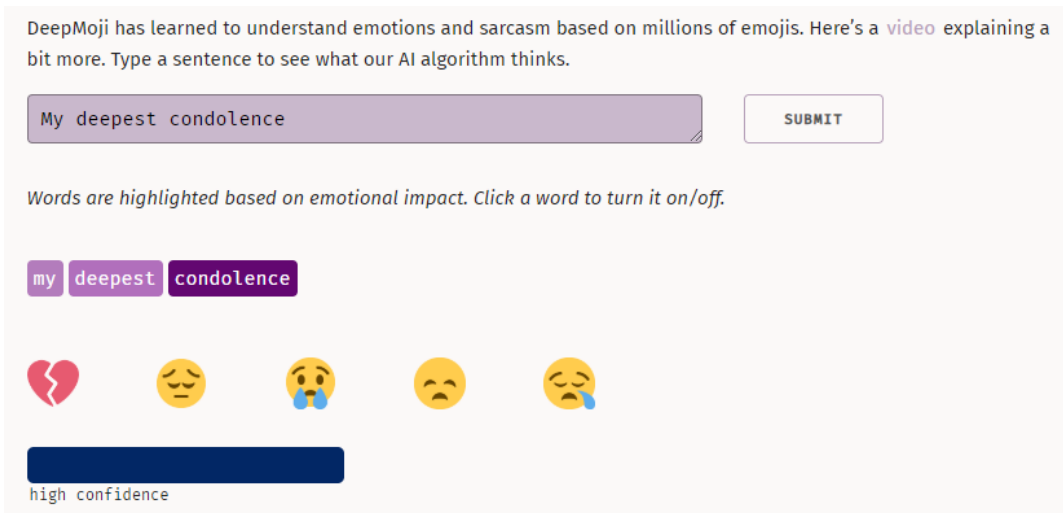 DeepMoji has learned to understand emotions and sarcasm based on millions of emojis. Here’s a video explaining a
bit more. Type a sentence to see what our AI algorithm thinks.
My deepest condolence
SUBMIT
Words are highlighted based on emotional impact. Click a word to turn it on/off.
my deepest condolence
high confidence